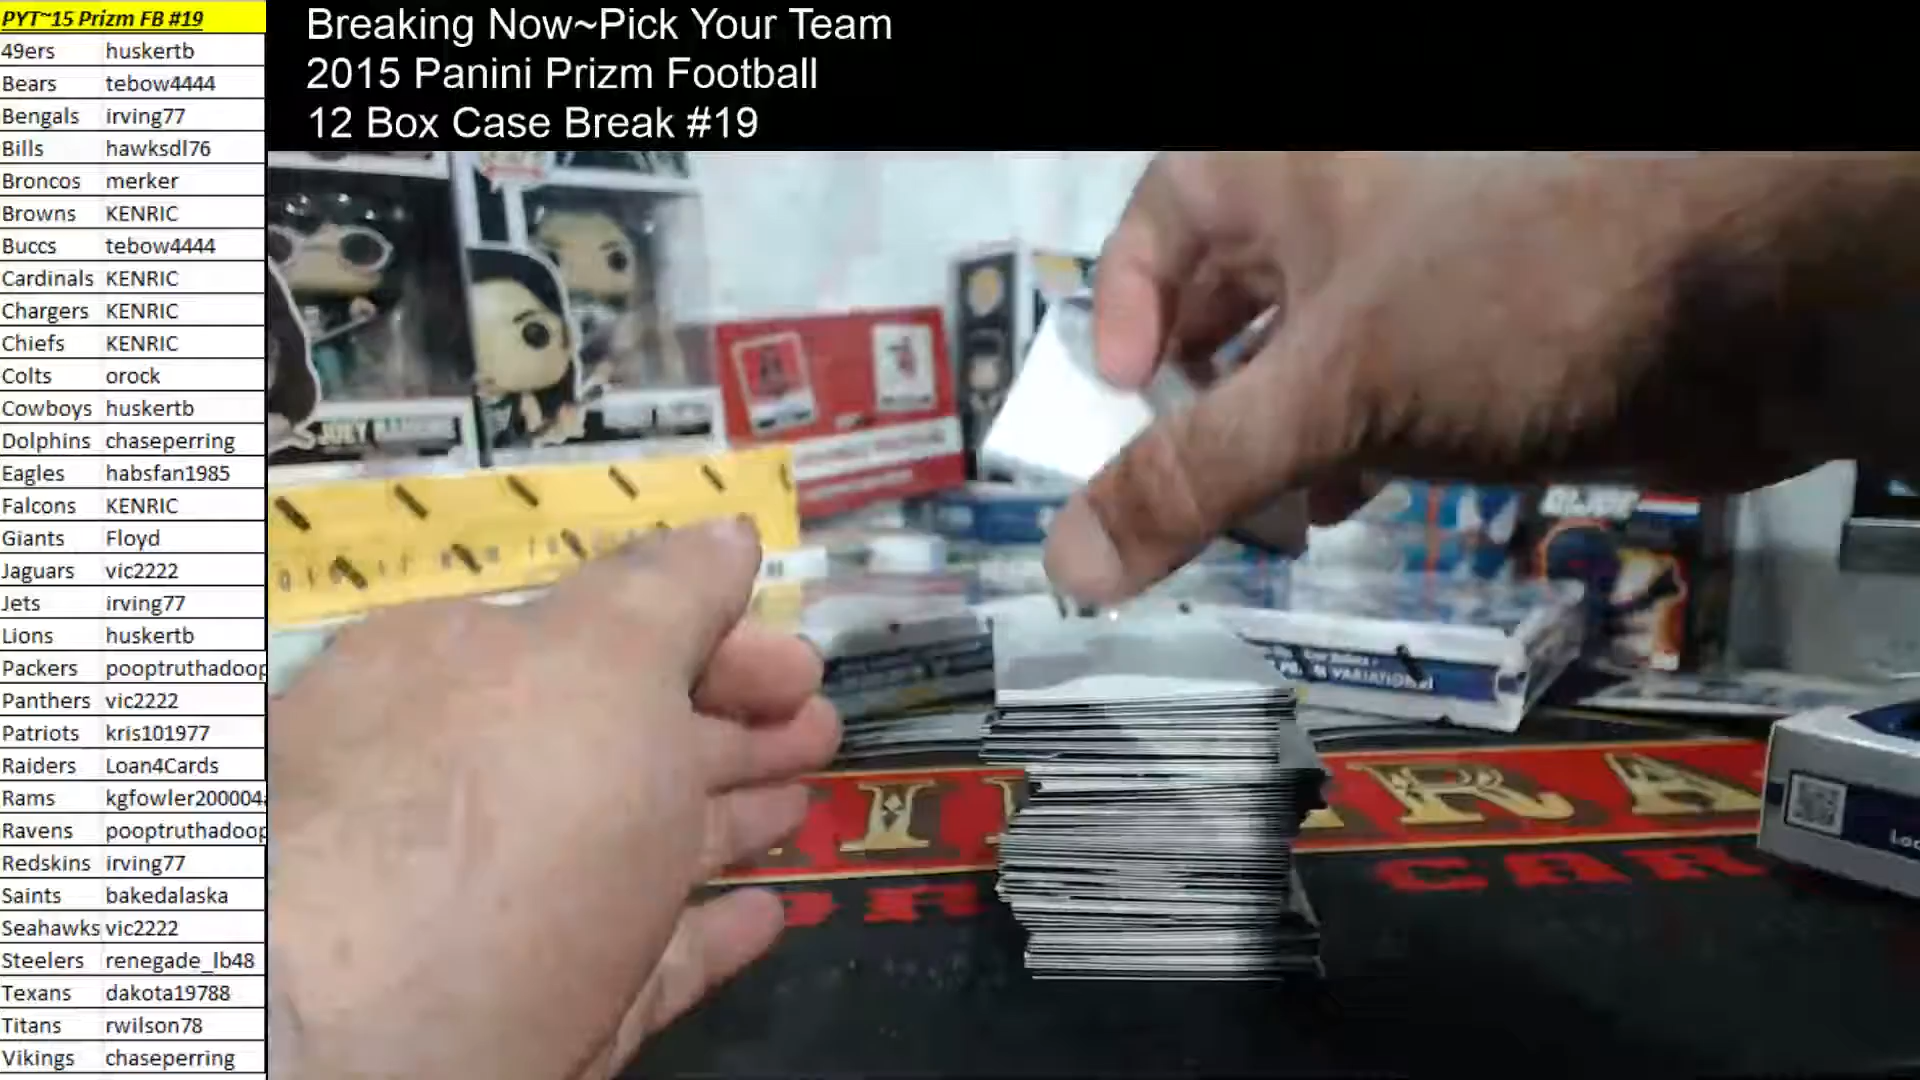 PYT~15 Prizm FB #19
49ers huskertb
Bears tebow4444
Bengals irving77
Bills hawksdl76
Broncos merker
Browns KENRIC
Buccs tebow4444
Cardinals KENRIC
Chargers KENRIC
Chiefs KENRIC
Colts orock
Cowboys huskertb
Dolphins chaseperring
Eagles habsfan1985
Falcons KENRIC
Giants Floyd
Jaguars vic2222
Jets irving77
Lions huskertb
Packers pooptruthadoop
Panthers vic2222
Patriots kris101977
Raiders Loan4Cards
Rams kgfowler200004
Ravens pooptruthadoop
Redskins irving77
Saints bakedalaska
Seahawks vic2222
Steelers renegade_lb48
Texans dakota19788
Titans rwilson78
Vikings chaseperring
Breaking Now~Pick Your Team
2015 Panini Prizm Football
12 Box Case Break #19
GI JOE